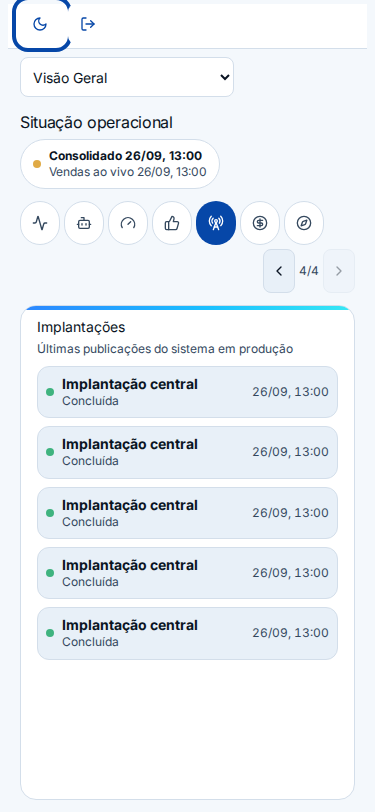 Visão Geral
Situação operacional
Consolidado 26/09, 13:00
Vendas ao vivo 26/09, 13:00
4/4
Implantações
Últimas publicações do sistema em produção
Implantação central
Concluída
26/09, 13:00
Implantação central
Concluída
26/09, 13:00
Implantação central
Concluída
26/09, 13:00
Implantação central
Concluída
26/09, 13:00
Implantação central
Concluída
26/09, 13:00